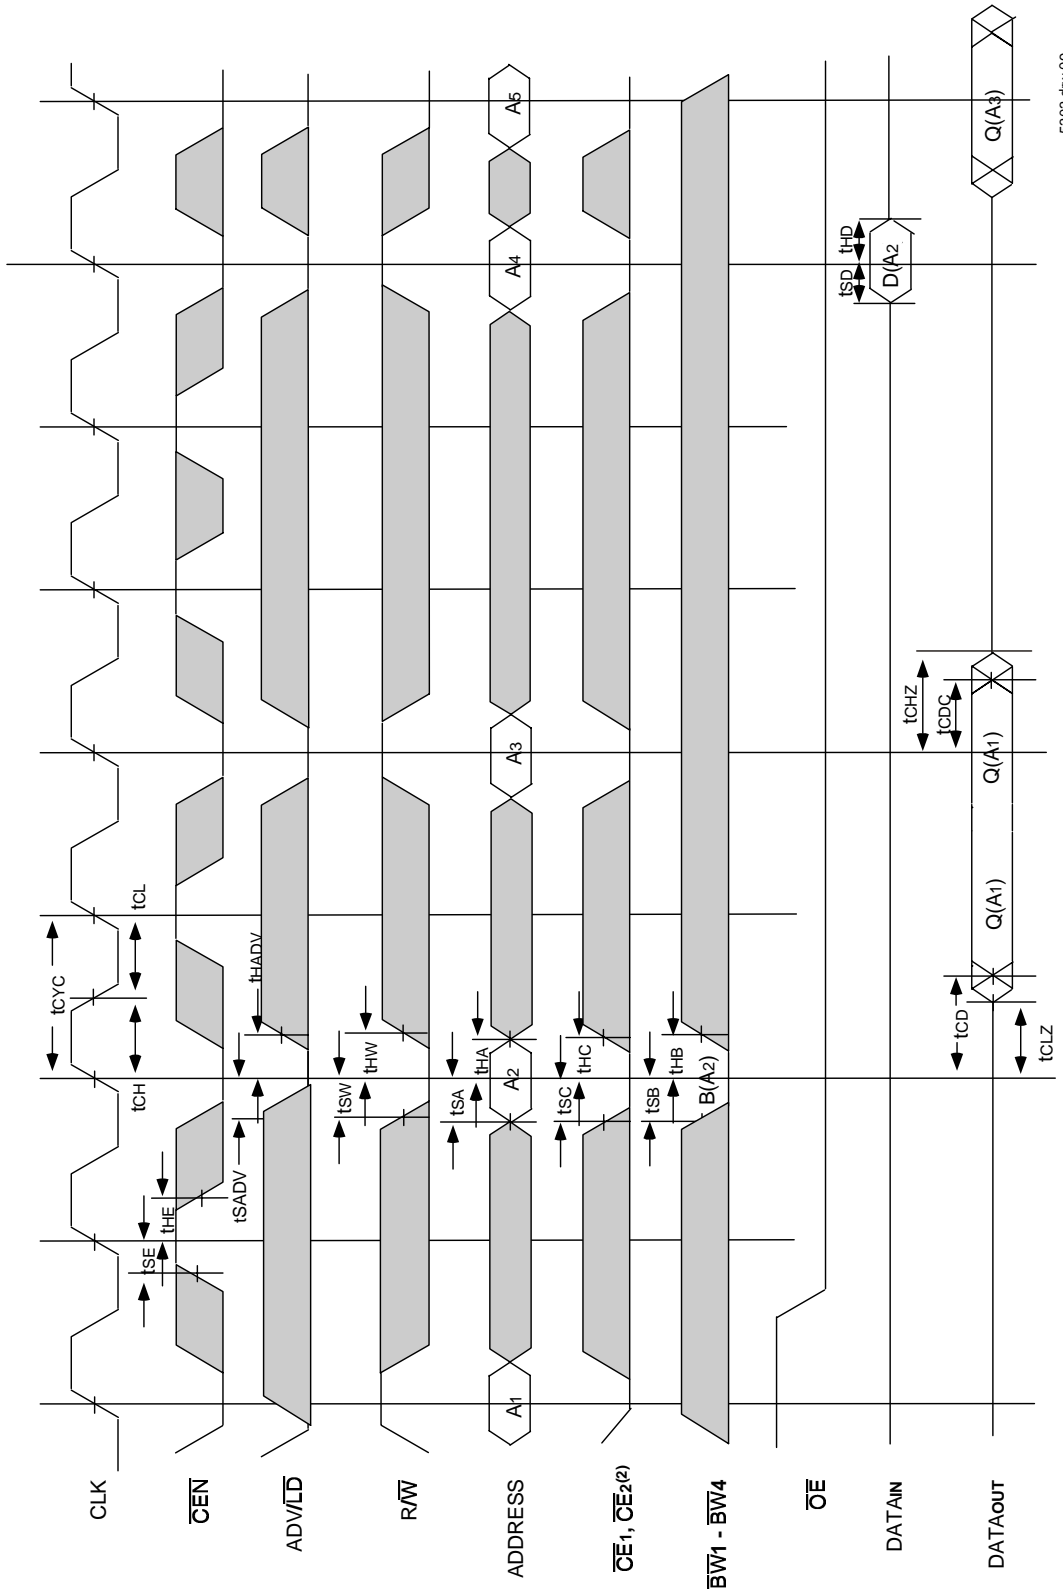 CLK
tCYC
tCH
tCL
tSE
tHE
CEN
tSADV
tHADV
ADV/LD
tSW
tHW
R/W
tSA
tHA
ADDRESS
A1
A2
A3
A4
A5
tSC
tHC
CE1, CE2(2)
tSB
tHB
B(A2)
BW1 - BW4
OE
tSD
tHD
DATAIN
D(A2
tCHZ
tCDC
tCD
tCLZ
DATAOUT
Q(A1)
Q(A1)
Q(A3)